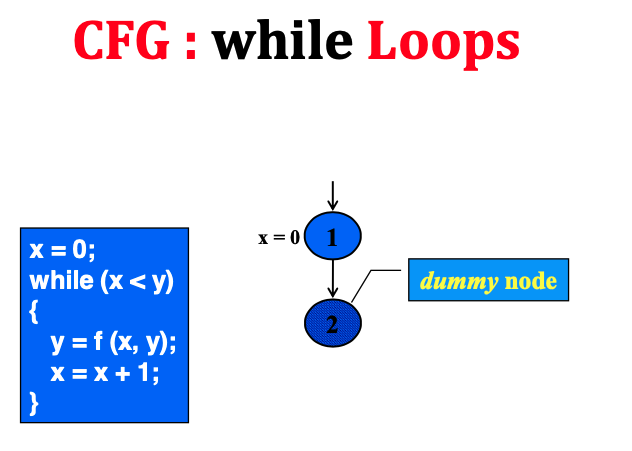 CFG : while Loops
x = 0;
while (x < y)
{
y = f (x, y);
x = x + 1;
}
x = 0
1
2
dummy node